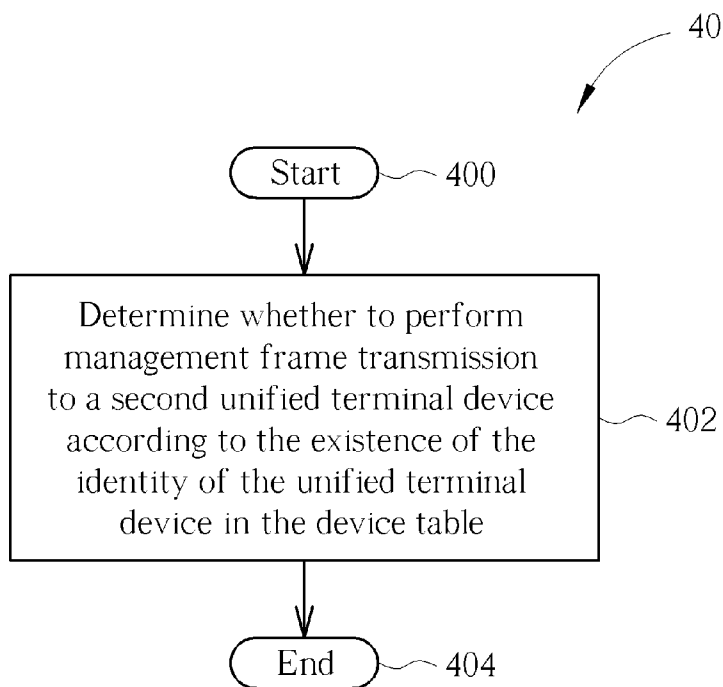 40
Start
400
Determine whether to perform
management frame transmission
to a second unified terminal device
according to the existence of the
identity of the unified terminal
device in the device table
402
End
404